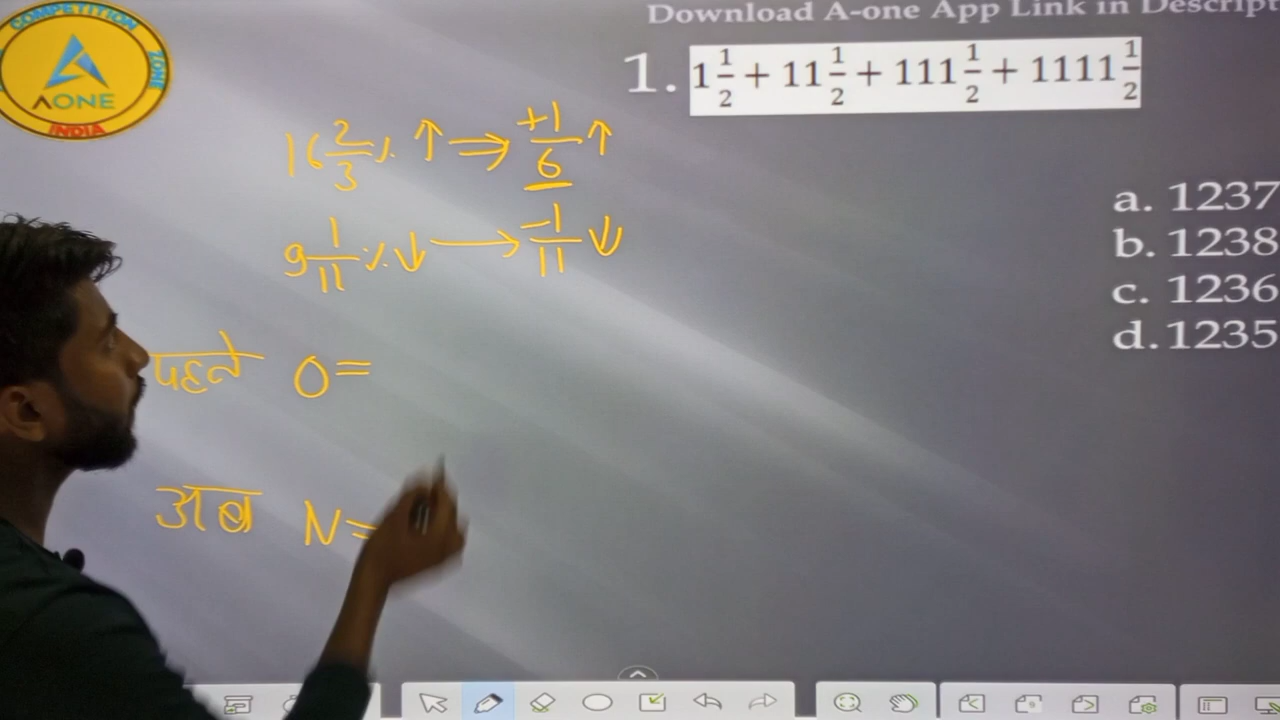 COMPETITION ZONE
AONE
INDIA
Download A-one App Link in Descript
1. 1 1/2 + 11 1/2 + 111 1/2 + 1111 1/2
a. 1237
b. 1238
c. 1236
d. 1235
16 2/3 % ↑ ⇒ +1/6 ↑
9 1/11 % ↓ → -1/11 ↓
पहले O =
अब N =